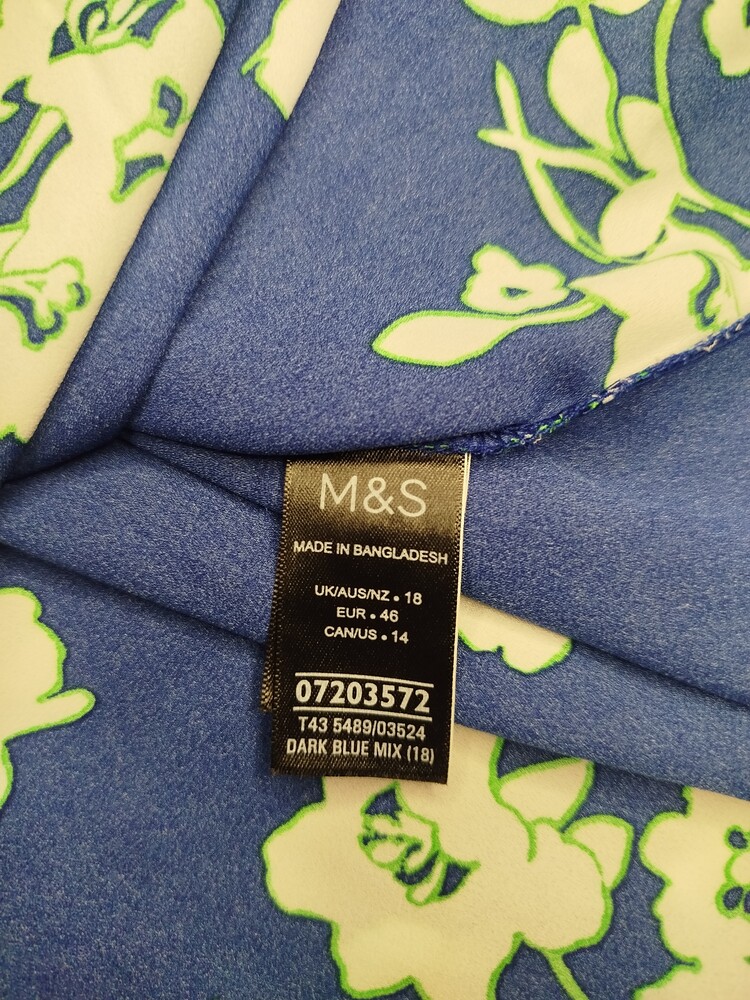 M&S
MADE IN BANGLADESH
UK/AUS/NZ • 18
EUR • 46
CAN/US • 14
07203572
T43 5489/03524
DARK BLUE MIX (18)